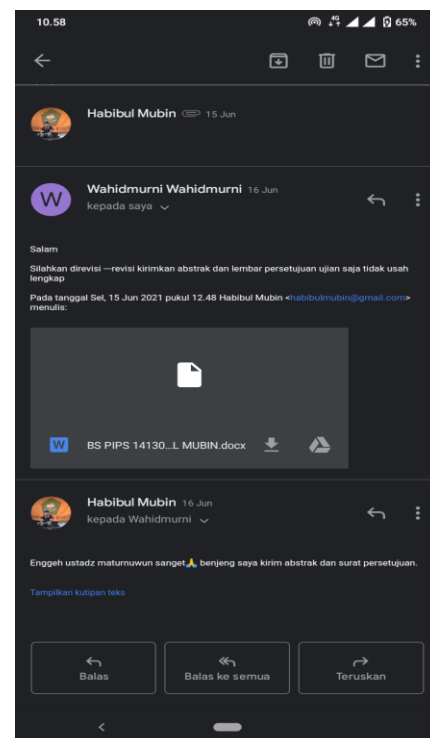 10.58 4G 65%
Habibul Mubin 15 Jun
W Wahidmurni Wahidmurni 16 Jun
kepada saya
Salam
Silahkan direvisi —revisi kirimkan abstrak dan lembar persetujuan ujian saja tidak usah
lengkap
Pada tanggal Sel, 15 Jun 2021 pukul 12.48 Habibul Mubin <habibulmubin@gmail.com>
menulis:
W BS PIPS 14130...L MUBIN.docx
Habibul Mubin 16 Jun
kepada Wahidmurni
Enggeh ustadz maturnuwun sanget🙏 benjeng saya kirim abstrak dan surat persetujuan.
Tampilkan kutipan teks
Balas Balas ke semua Teruskan